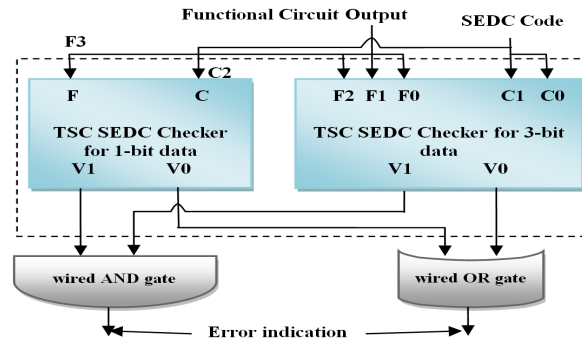 Functional Circuit Output
SEDC Code
F3
C2
F C
F2 F1 F0 C1 C0
TSC SEDC Checker
for 1-bit data
V1 V0
TSC SEDC Checker for 3-bit
data
V1 V0
wired AND gate
wired OR gate
Error indication